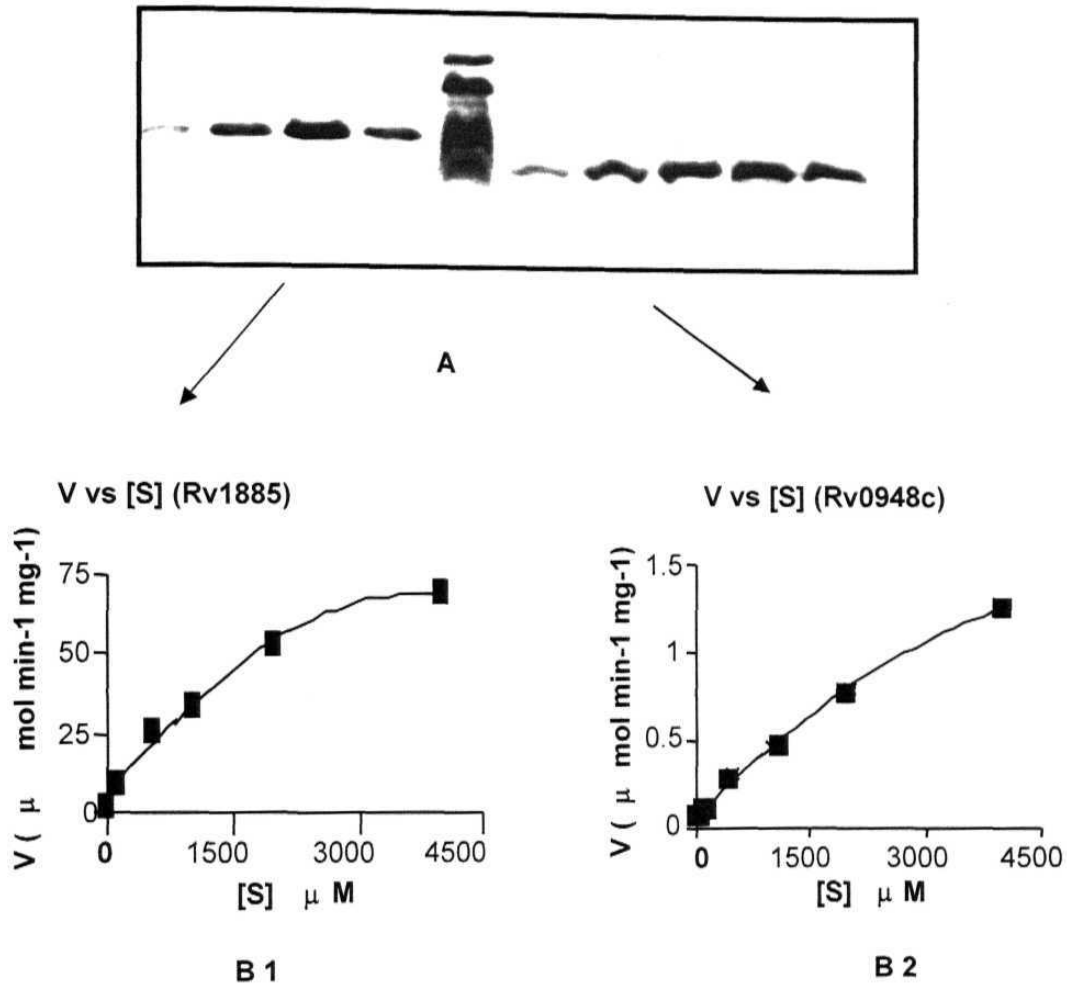 A
V vs [S] (Rv1885)
V ( μ mol min-1 mg-1)
75
50
25
0
0 1500 3000 4500
[S] μ M
B 1
V vs [S] (Rv0948c)
V ( μ mol min-1 mg-1)
1.5
1
0.5
0
0 1500 3000 4500
[S] μ M
B 2